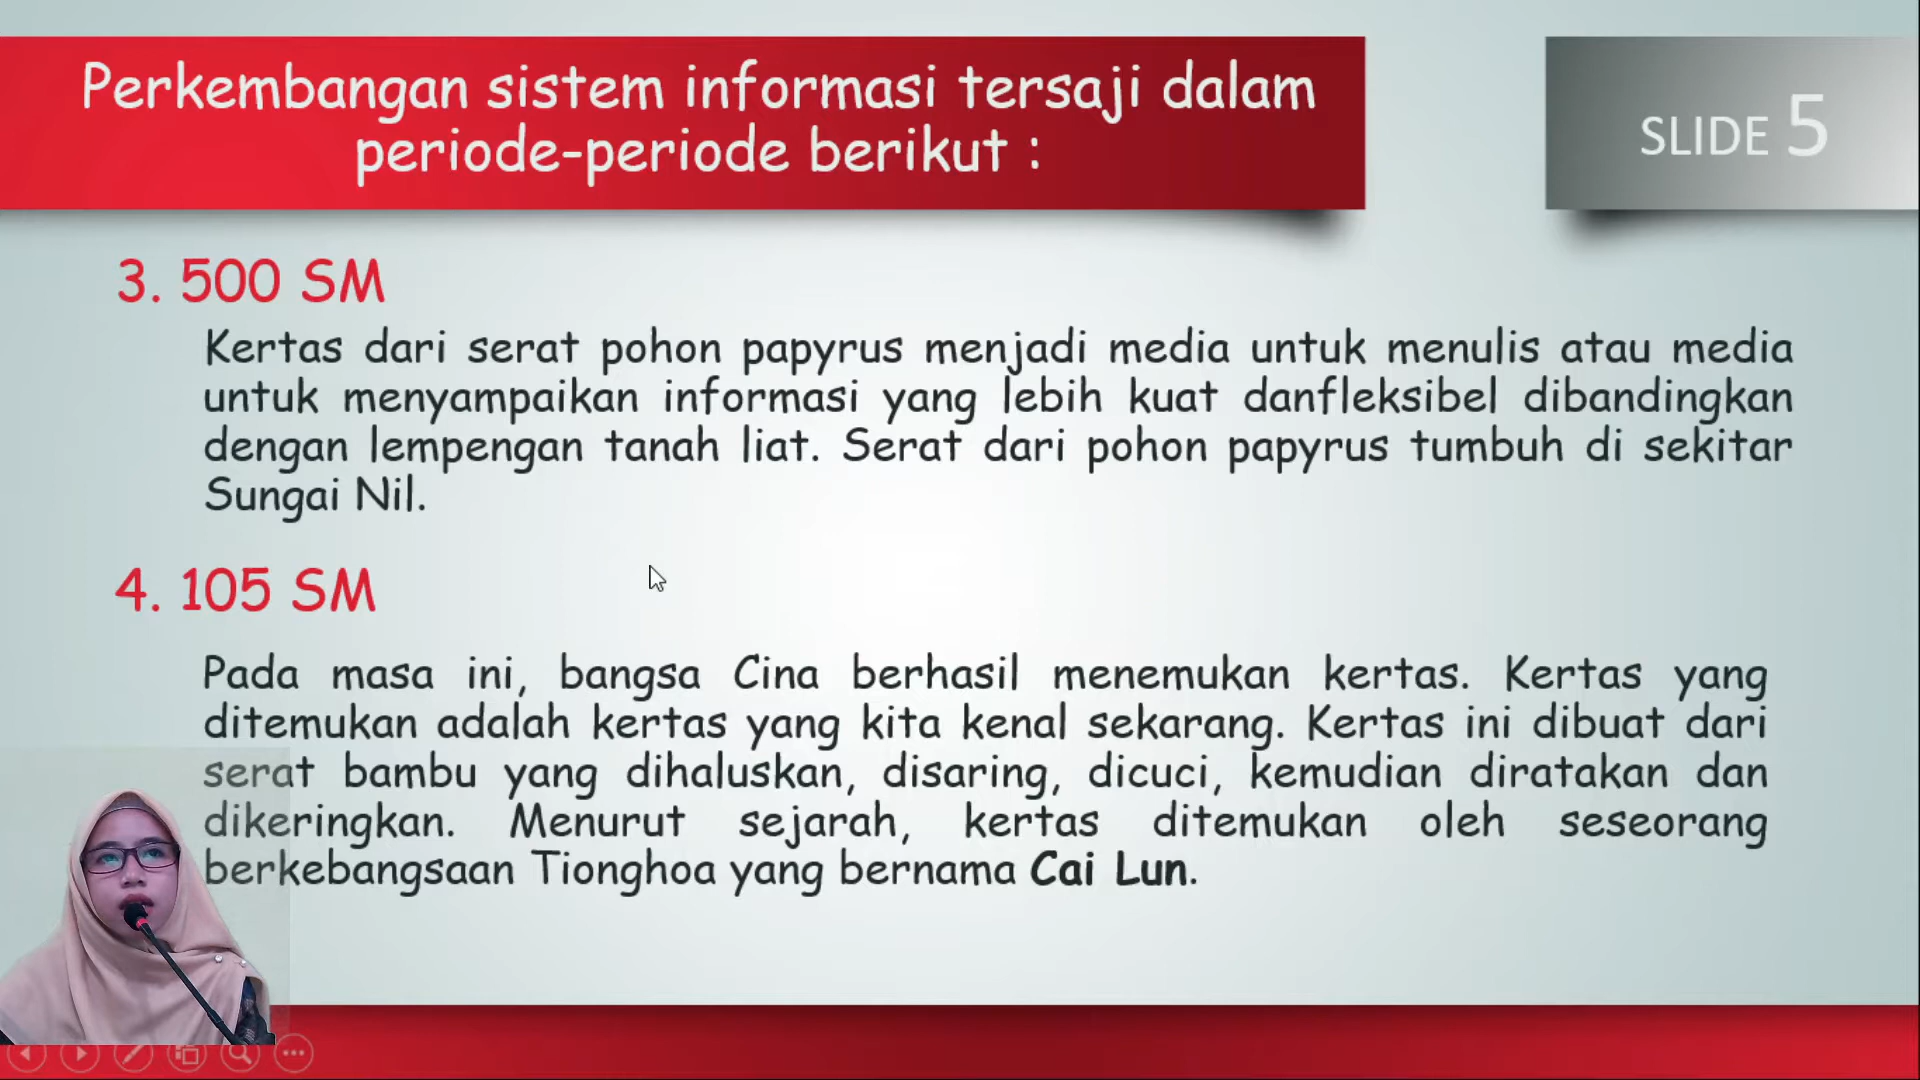 Perkembangan sistem informasi tersaji dalam
periode-periode berikut :
SLIDE 5
3. 500 SM
Kertas dari serat pohon papyrus menjadi media untuk menulis atau media
untuk menyampaikan informasi yang lebih kuat danfleksibel dibandingkan
dengan lempengan tanah liat. Serat dari pohon papyrus tumbuh di sekitar
Sungai Nil.
4. 105 SM
Pada masa ini, bangsa Cina berhasil menemukan kertas. Kertas yang
ditemukan adalah kertas yang kita kenal sekarang. Kertas ini dibuat dari
serat bambu yang dihaluskan, disaring, dicuci, kemudian diratakan dan
dikeringkan. Menurut sejarah, kertas ditemukan oleh seseorang
berkebangsaan Tionghoa yang bernama Cai Lun.